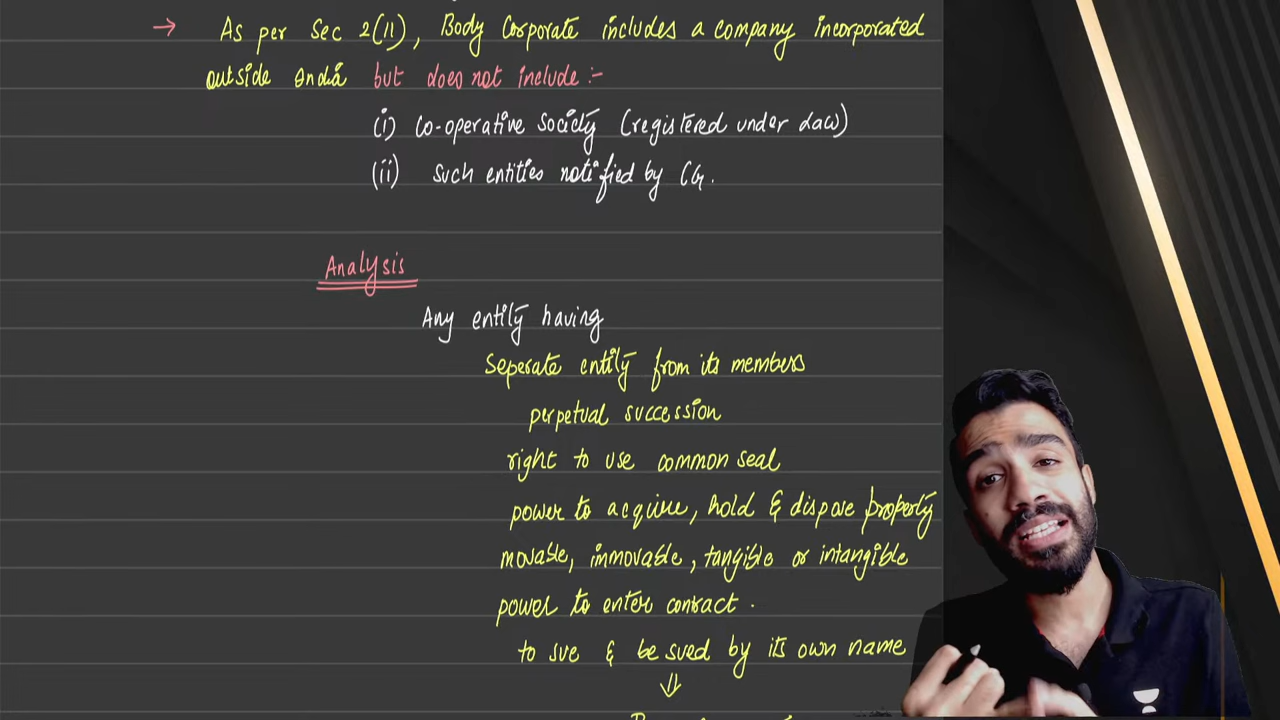 → As per Sec 2(11), Body Corporate includes a company incorporated
outside India but does not include :-
(i) Co-operative Society (registered under Law)
(ii) Such entities notified by CG.
Analysis
Any entity having
Seperate entity from its members
perpetual succession
right to use common seal
power to acquire, hold & dispose property
movable, immovable, tangible or intangible
power to enter contract.
to sue & be sued by its own name
⇓